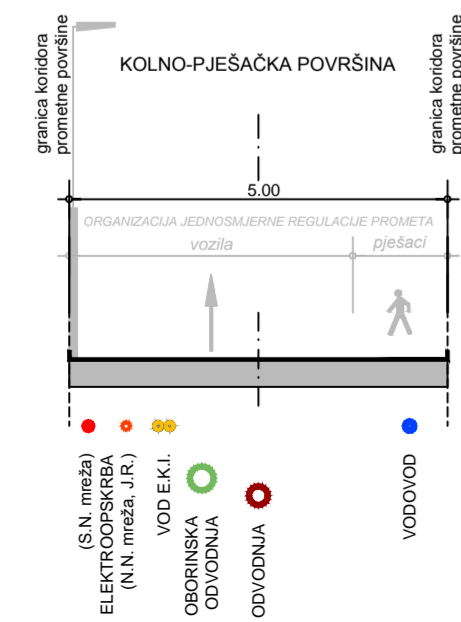 granica koridora
prometne površine
KOLNO-PJEŠAČKA POVRŠINA
granica koridora
prometne površine
5.00
ORGANIZACIJA JEDNOSMJERNE REGULACIJE PROMETA
vozila
pješaci
(S.N. mreža)
ELEKTROOPSKRBA
(N.N. mreža, J.R.)
VOD E.K.I.
OBORINSKA
ODVODNJA
ODVODNJA
VODOVOD